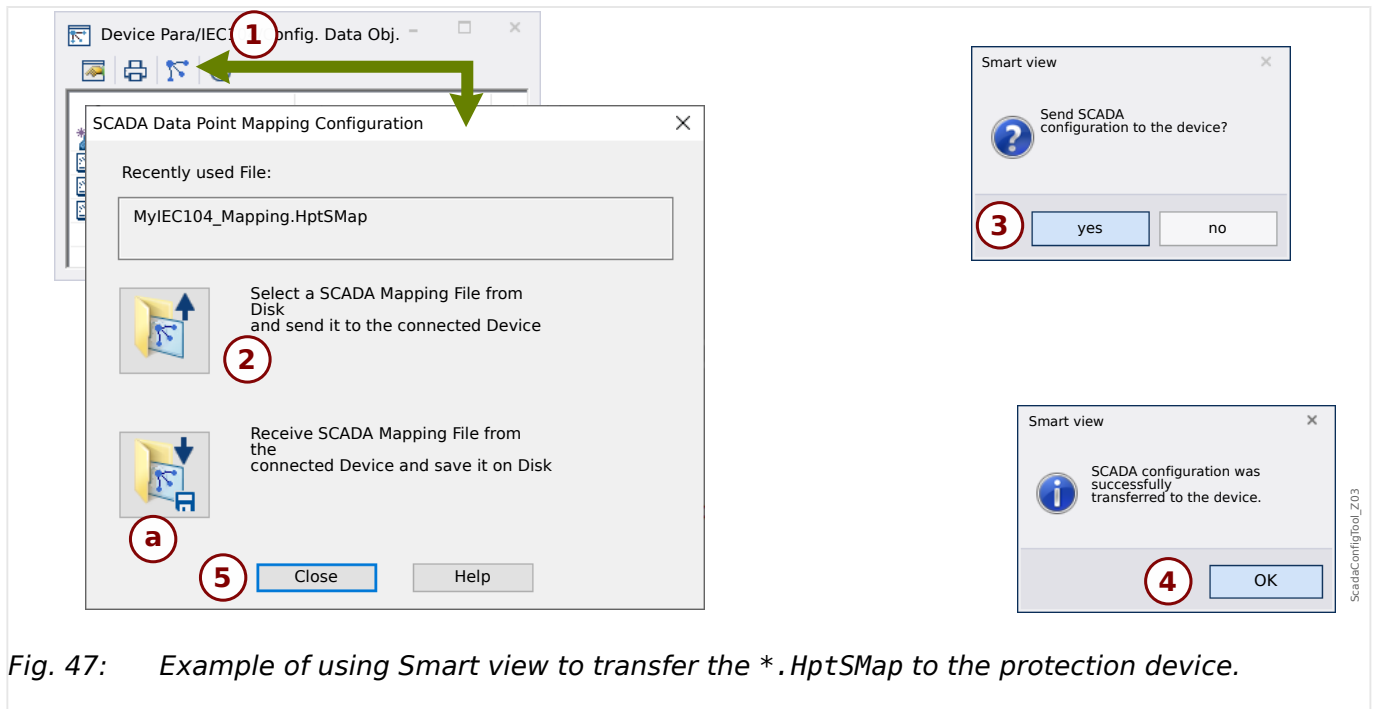 Device Para/IEC1 onfig. Data Obj.
1
SCADA Data Point Mapping Configuration
Recently used File:
MyIEC104_Mapping.HptSMap
Select a SCADA Mapping File from
Disk
and send it to the connected Device
2
Receive SCADA Mapping File from
the
connected Device and save it on Disk
a
5
Close
Help
Smart view
Send SCADA
configuration to the device?
3
yes
no
Smart view
SCADA configuration was
successfully
transferred to the device.
4
OK
ScadaConfigTool_Z03
Fig. 47: Example of using Smart view to transfer the *.HptSMap to the protection device.